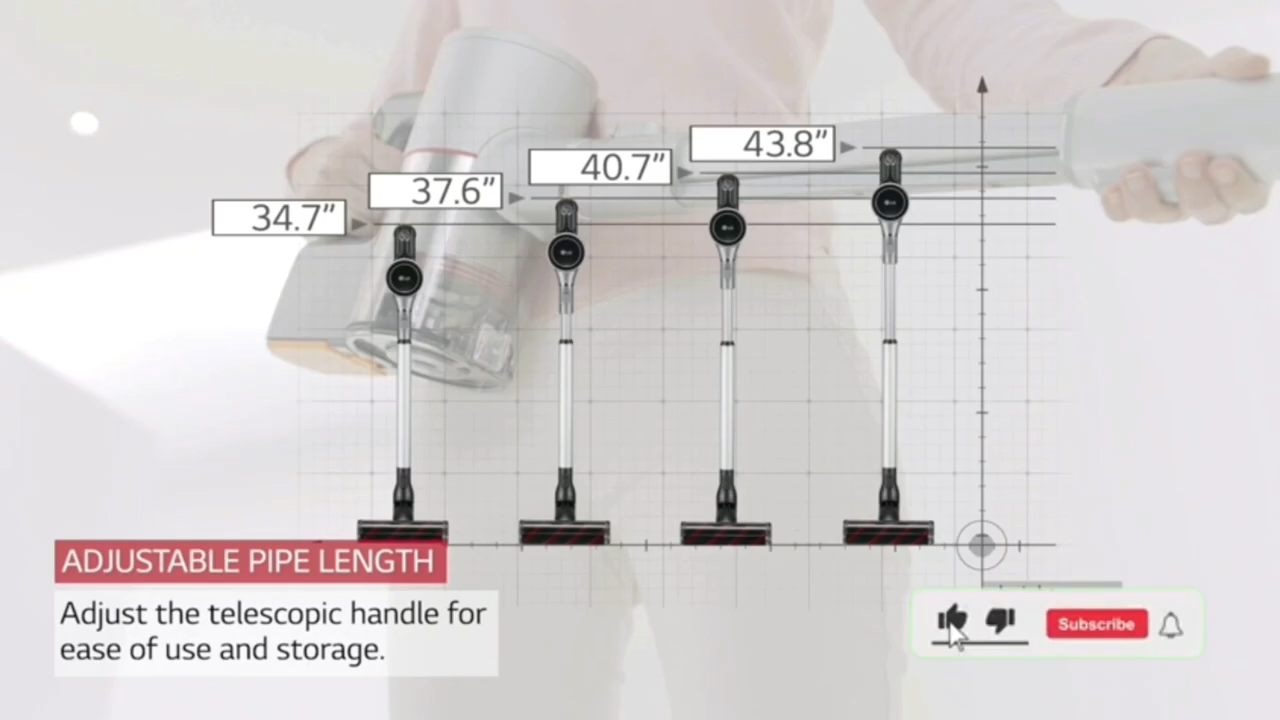 43.8”
40.7”
37.6”
34.7”
ADJUSTABLE PIPE LENGTH
Adjust the telescopic handle for
ease of use and storage.
Subscribe